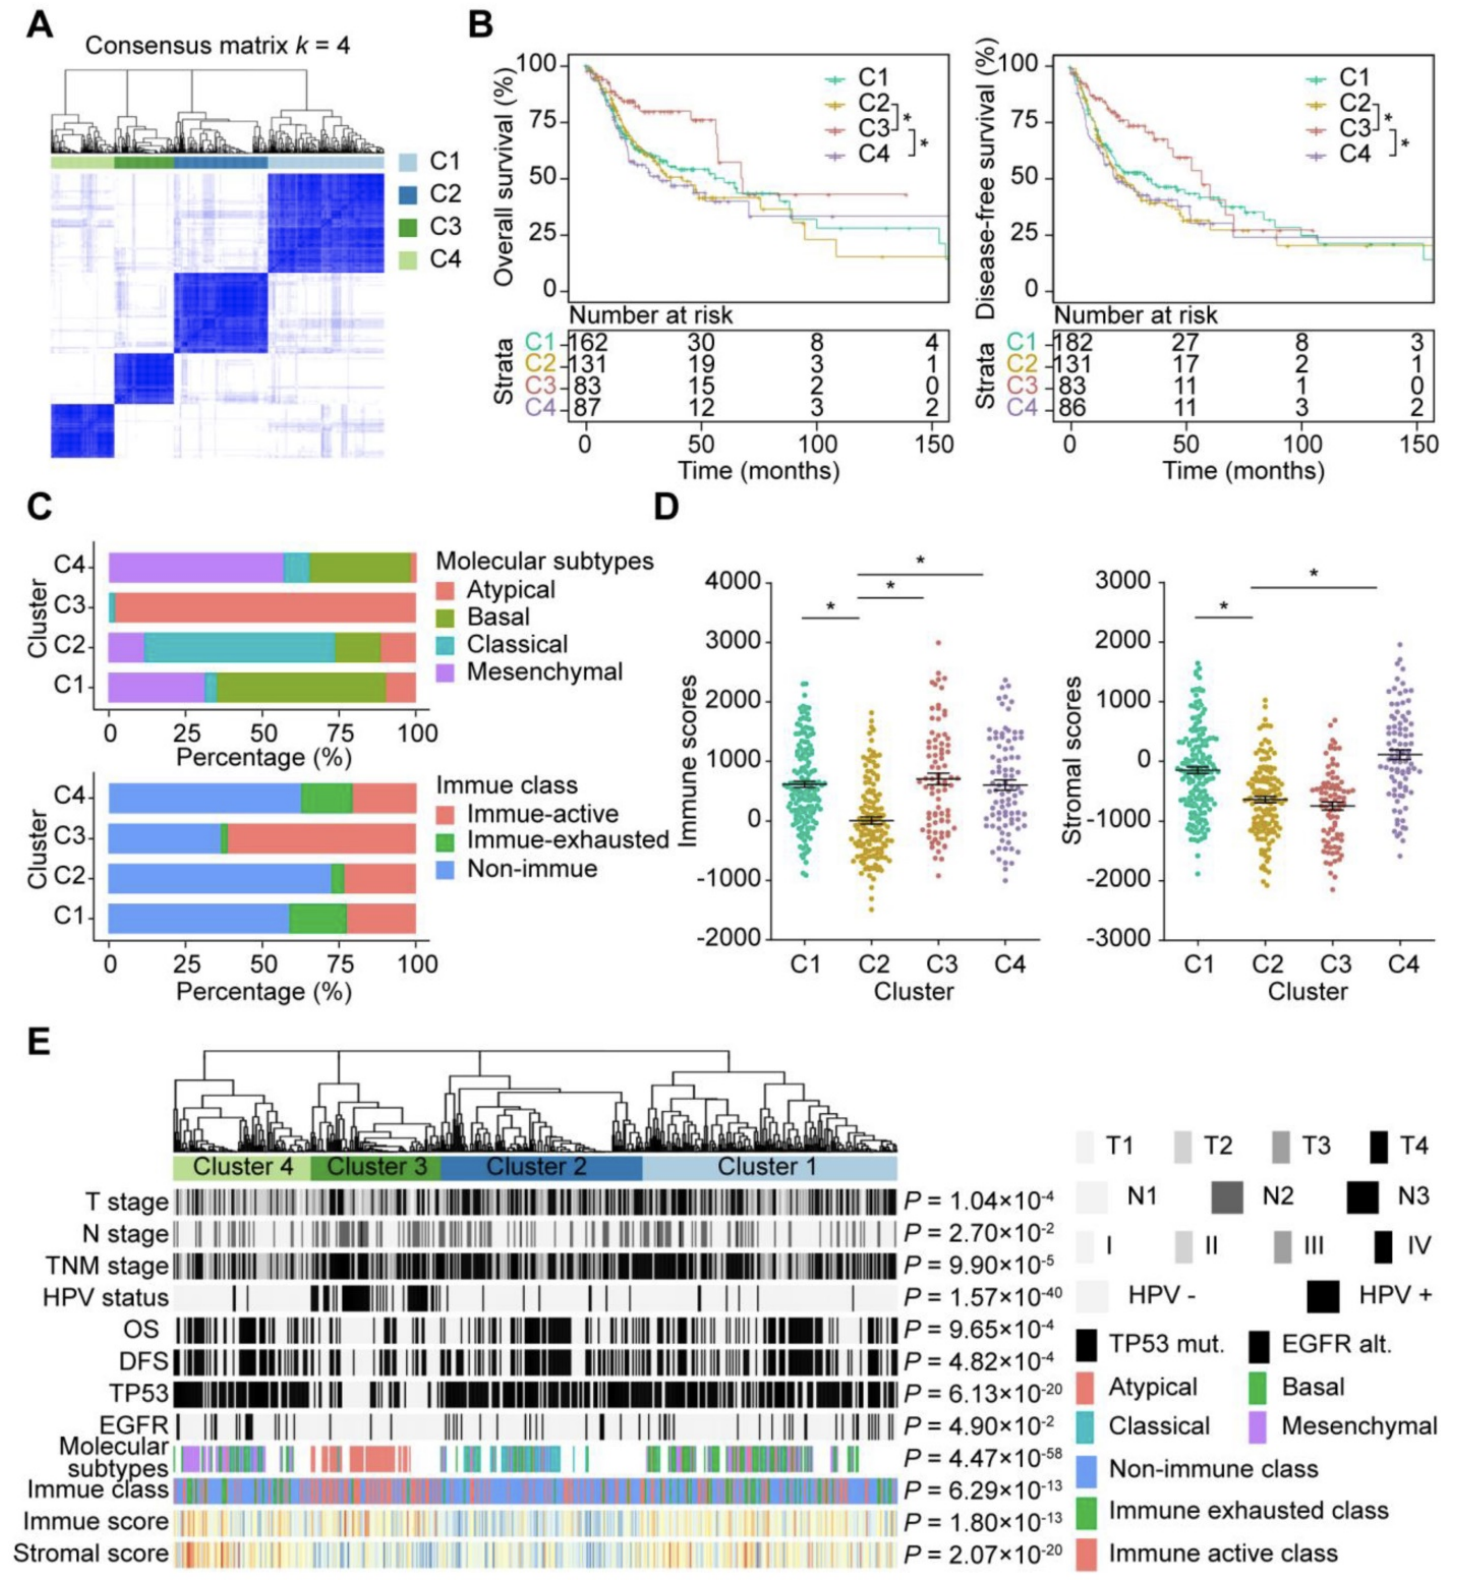 A
Consensus matrix k = 4
C1
C2
C3
C4
B
Overall survival (%)
100
75
50
25
0
C1
C2
C3
C4
*
*
Number at risk
Strata
C1 162 30 8 4
C2 131 19 3 1
C3 83 15 2 0
C4 87 12 3 2
0 50 100 150
Time (months)
Disease-free survival (%)
100
75
50
25
0
C1
C2
C3
C4
*
*
Number at risk
Strata
C1 182 27 8 3
C2 131 17 2 1
C3 83 11 1 0
C4 86 11 3 2
0 50 100 150
Time (months)
C
Cluster
C4
C3
C2
C1
0 25 50 75 100
Percentage (%)
Molecular subtypes
Atypical
Basal
Classical
Mesenchymal
Cluster
C4
C3
C2
C1
0 25 50 75 100
Percentage (%)
Immue class
Immue-active
Immue-exhausted
Non-immue
D
Immune scores
4000
3000
2000
1000
0
-1000
-2000
*
*
*
C1 C2 C3 C4
Cluster
Stromal scores
3000
2000
1000
0
-1000
-2000
-3000
*
*
C1 C2 C3 C4
Cluster
E
Cluster 4 Cluster 3 Cluster 2 Cluster 1
T stage P = 1.04×10-4
N stage P = 2.70×10-2
TNM stage P = 9.90×10-5
HPV status P = 1.57×10-40
OS P = 9.65×10-4
DFS P = 4.82×10-4
TP53 P = 6.13×10-20
EGFR P = 4.90×10-2
Molecular
subtypes P = 4.47×10-58
Immue class P = 6.29×10-13
Immue score P = 1.80×10-13
Stromal score P = 2.07×10-20
T1 T2 T3 T4
N1 N2 N3
I II III IV
HPV - HPV +
TP53 mut. EGFR alt.
Atypical Basal
Classical Mesenchymal
Non-immune class
Immune exhausted class
Immune active class